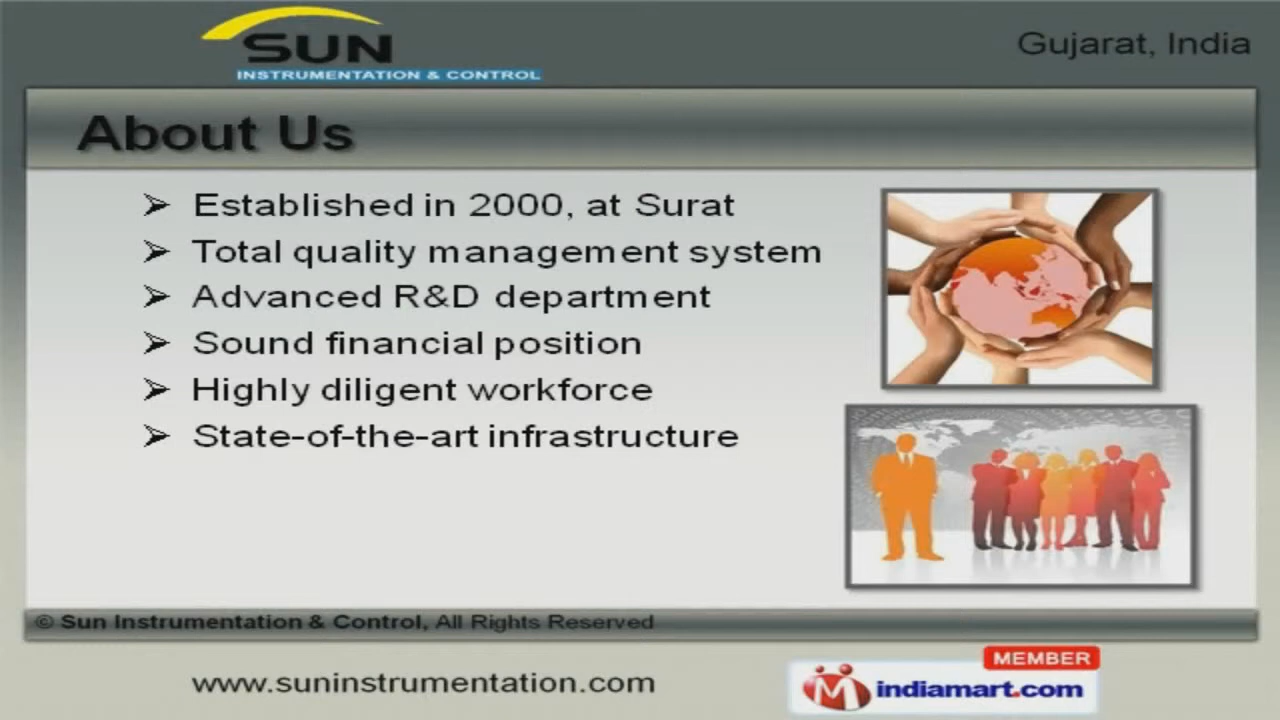 SUN
INSTRUMENTATION & CONTROL
Gujarat, India
About Us
➢ Established in 2000, at Surat
➢ Total quality management system
➢ Advanced R&D department
➢ Sound financial position
➢ Highly diligent workforce
➢ State-of-the-art infrastructure
© Sun Instrumentation & Control, All Rights Reserved
www.suninstrumentation.com
MEMBER
indiamart.com